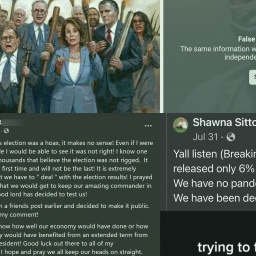 False
The same information w
independe
S
...
s election was a hoax, it makes no sense! Even if I were
le I would be able to see it was not right! I know one
housands that believe the election was not rigged. It
first time and will not be the last! It is extremely
t we have to " deal " with the election results! I prayed
hat we would get to keep our amazing commander in
ood lord has decided to test us!
m a friends post earlier and decided to make it public.
my comment!
now how well our economy would have done or how
y would have benefited from an extended term from
esident! Good luck out there to all of my
I hope and pray we all keep our heads on straight.
Shawna Sitto
Jul 31 ·
Yall listen (Breakin
released only 6%
We have no pande
We have been de
trying to f